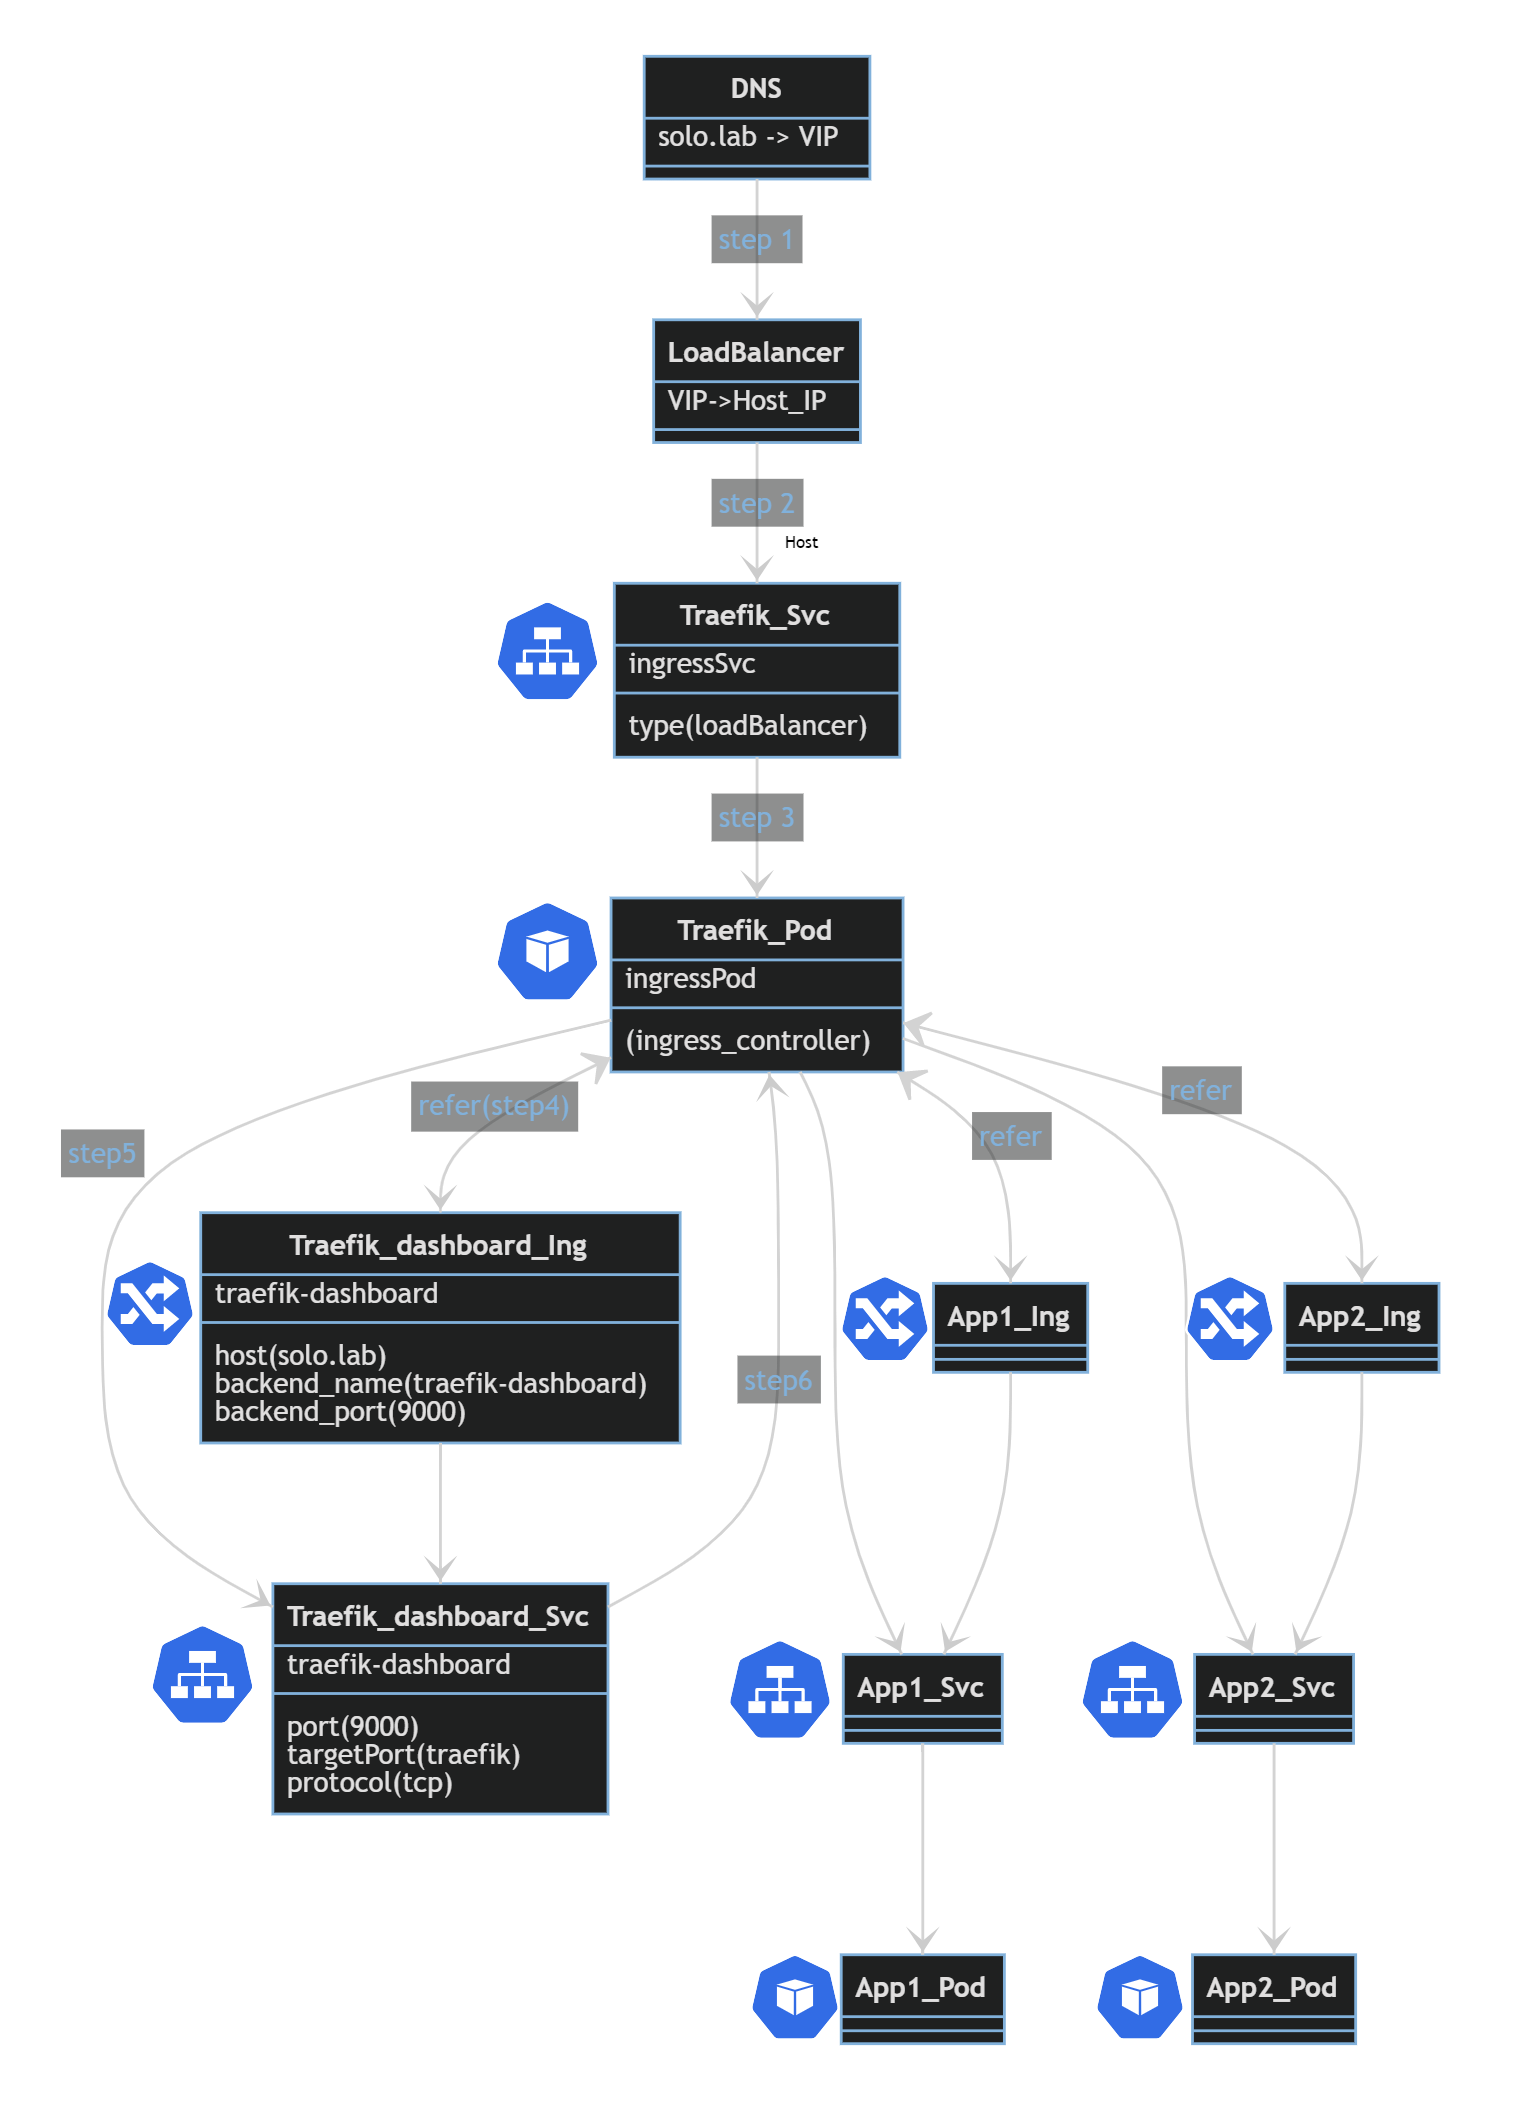 DNS
solo.lab -> VIP
step 1
LoadBalancer
VIP->Host_IP
step 2
Host
Traefik_Svc
ingressSvc
type(loadBalancer)
step 3
Traefik_Pod
ingressPod
(ingress_controller)
refer(step4)
refer
refer
step5
Traefik_dashboard_Ing
traefik-dashboard
host(solo.lab)
backend_name(traefik-dashboard)
backend_port(9000)
step6
App1_Ing
App2_Ing
Traefik_dashboard_Svc
traefik-dashboard
port(9000)
targetPort(traefik)
protocol(tcp)
App1_Svc
App2_Svc
App1_Pod
App2_Pod